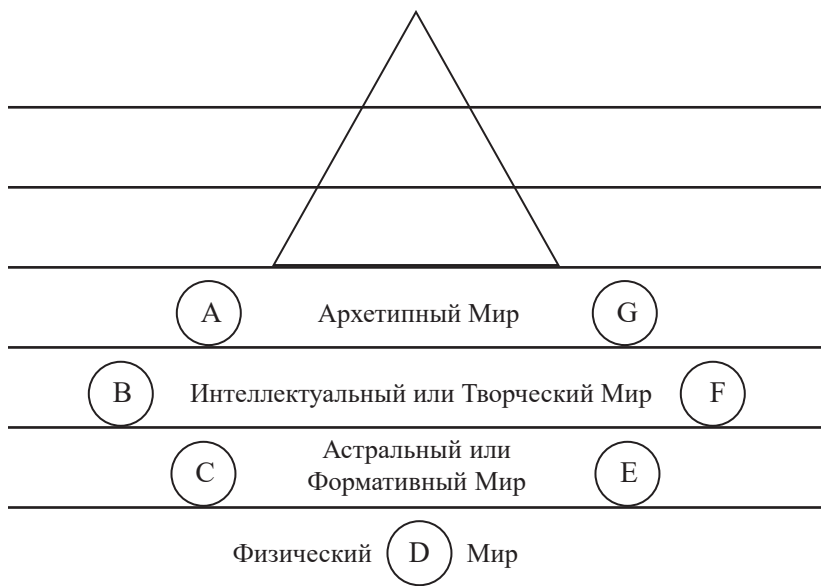 A Архетипный Мир G
B Интеллектуальный или Творческий Мир F
Астральный или
C Формативный Мир E
Физический D Мир